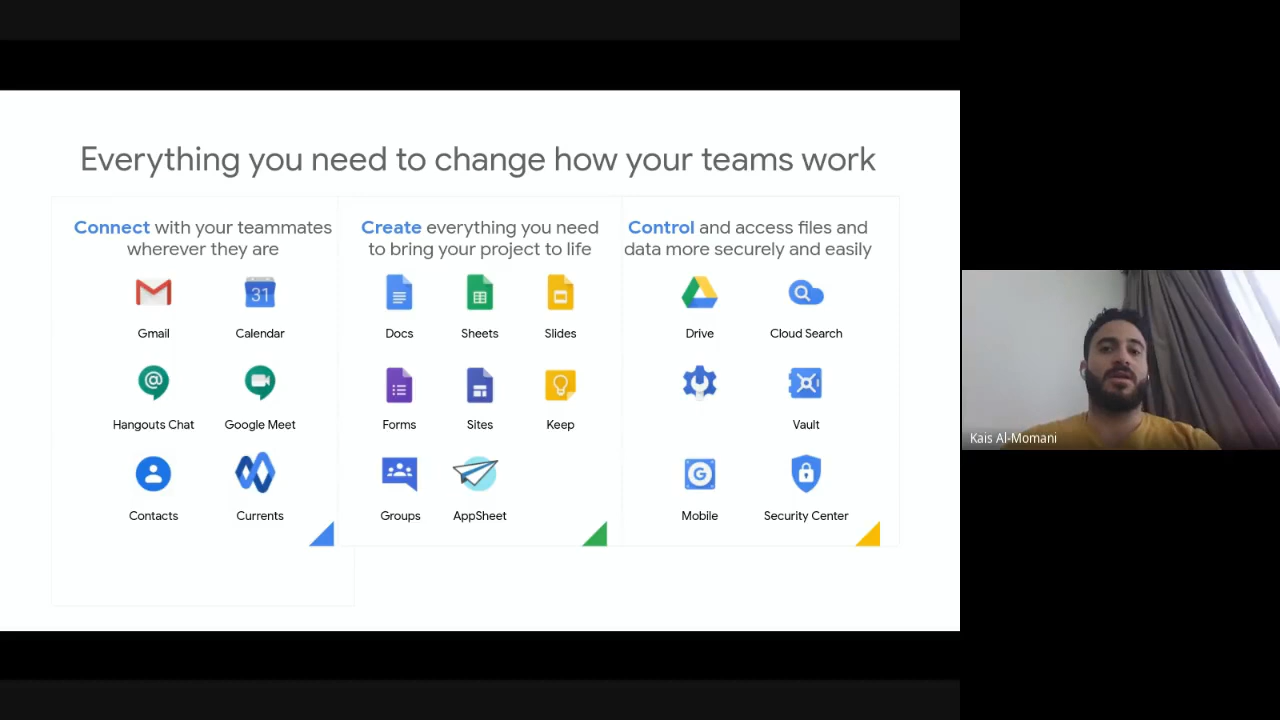 Everything you need to change how your teams work
Connect with your teammates
wherever they are
Gmail
Calendar
31
Hangouts Chat
Google Meet
Contacts
Currents
Create everything you need
to bring your project to life
Docs
Sheets
Slides
Forms
Sites
Keep
Groups
AppSheet
Control and access files and
data more securely and easily
Drive
Cloud Search
Vault
G
Mobile
Security Center
Kais Al-Momani